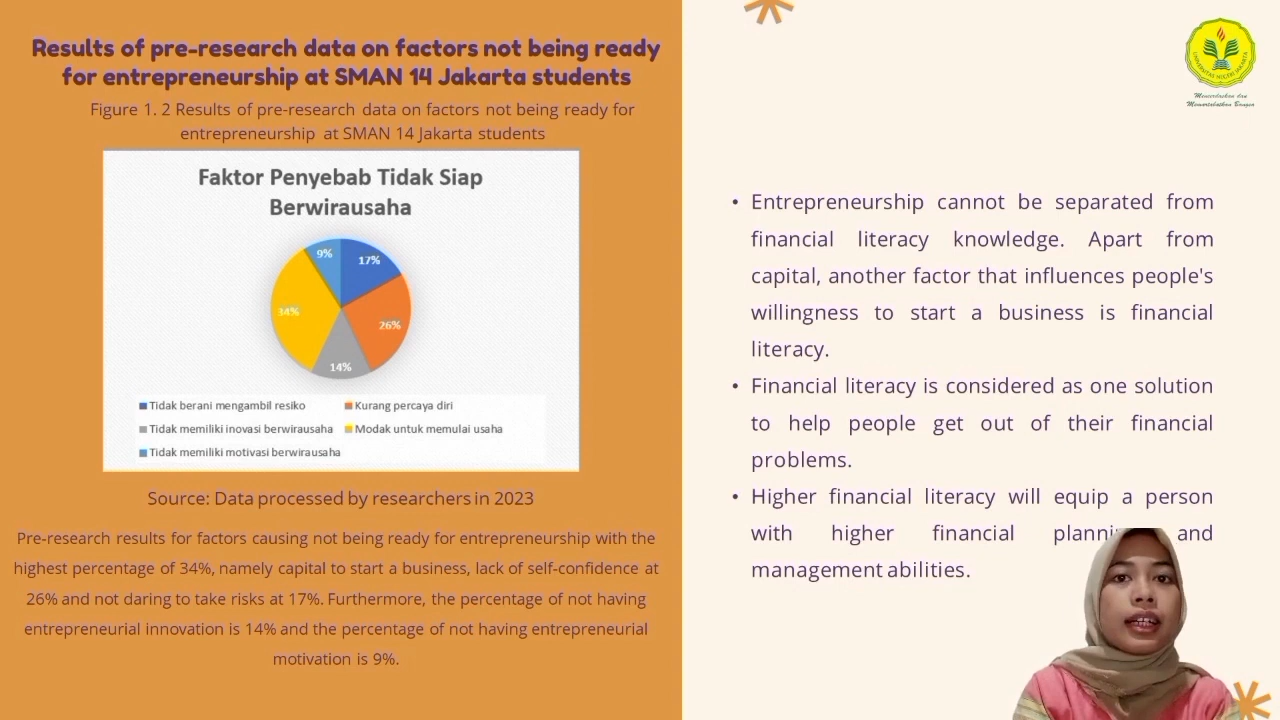 Results of pre-research data on factors not being ready
for entrepreneurship at SMAN 14 Jakarta students
Figure 1. 2 Results of pre-research data on factors not being ready for
entrepreneurship at SMAN 14 Jakarta students
Faktor Penyebab Tidak Siap
Berwirausaha
9%
17%
34%
26%
14%
Tidak berani mengambil resiko
Kurang percaya diri
Tidak memiliki inovasi berwirausaha
Modak untuk memulai usaha
Tidak memiliki motivasi berwirausaha
Source: Data processed by researchers in 2023
Pre-research results for factors causing not being ready for entrepreneurship with the
highest percentage of 34%, namely capital to start a business, lack of self-confidence at
26% and not daring to take risks at 17%. Furthermore, the percentage of not having
entrepreneurial innovation is 14% and the percentage of not having entrepreneurial
motivation is 9%.
UNIVERSITAS NEGERI JAKARTA
Mencerdaskan dan
Memartabatkan Bangsa
• Entrepreneurship cannot be separated from
financial literacy knowledge. Apart from
capital, another factor that influences people's
willingness to start a business is financial
literacy.
• Financial literacy is considered as one solution
to help people get out of their financial
problems.
• Higher financial literacy will equip a person
with higher financial and
management abilities.